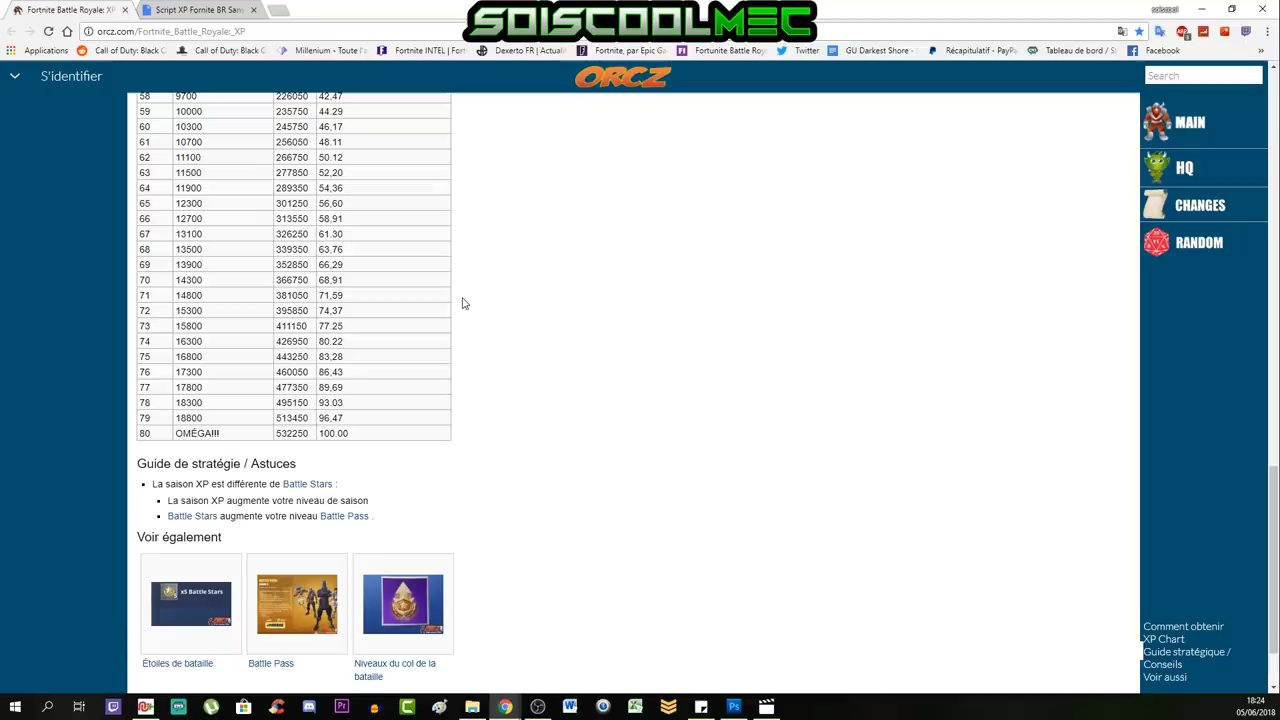 SOISCOOLMEC
Fortnite Battle Royale: XP
Script XP Fornite BR San
soiscool
orcz.com/Fortnite_Battle_Royale:_XP
Applications
Call of Duty: Black O
Call of Duty: Black O
Millenium - Toute l'a
Fortnite INTEL | Fort
Dexerto FR | Actualit
Fortnite, par Epic Ga
Fortunite Battle Roy
Twitter
GU Darkest Shore -
Récapitulatif - PayPa
Tableau de bord / St
Facebook
S'identifier
ORCZ
Search
58 9700 226050 42,47
59 10000 235750 44.29
60 10300 245750 46,17
61 10700 256050 48.11
62 11100 266750 50.12
63 11500 277850 52,20
64 11900 289350 54,36
65 12300 301250 56,60
66 12700 313550 58,91
67 13100 326250 61.30
68 13500 339350 63,76
69 13900 352850 66,29
70 14300 366750 68,91
71 14800 381050 71,59
72 15300 395850 74,37
73 15800 411150 77.25
74 16300 426950 80.22
75 16800 443250 83,28
76 17300 460050 86,43
77 17800 477350 89,69
78 18300 495150 93.03
79 18800 513450 96,47
80 OMÉGA!!! 532250 100.00
MAIN
HQ
CHANGES
RANDOM
Guide de stratégie / Astuces
La saison XP est différente de Battle Stars :
La saison XP augmente votre niveau de saison
Battle Stars augmente votre niveau Battle Pass .
Voir également
x5 Battle Stars
Étoiles de bataille
Battle Pass
Niveaux du col de la
bataille
Comment obtenir
XP Chart
Guide stratégique /
Conseils
Voir aussi
18:24
05/06/2018